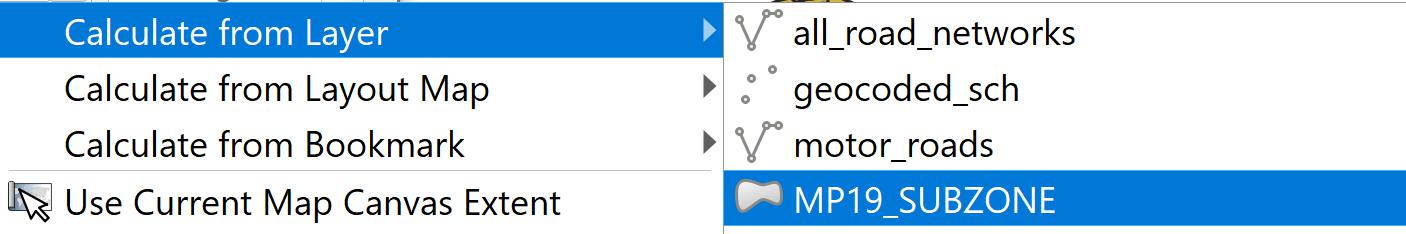 Calculate from Layer
Calculate from Layout Map
Calculate from Bookmark
Use Current Map Canvas Extent
all_road_networks
geocoded_sch
motor_roads
MP19_SUBZONE